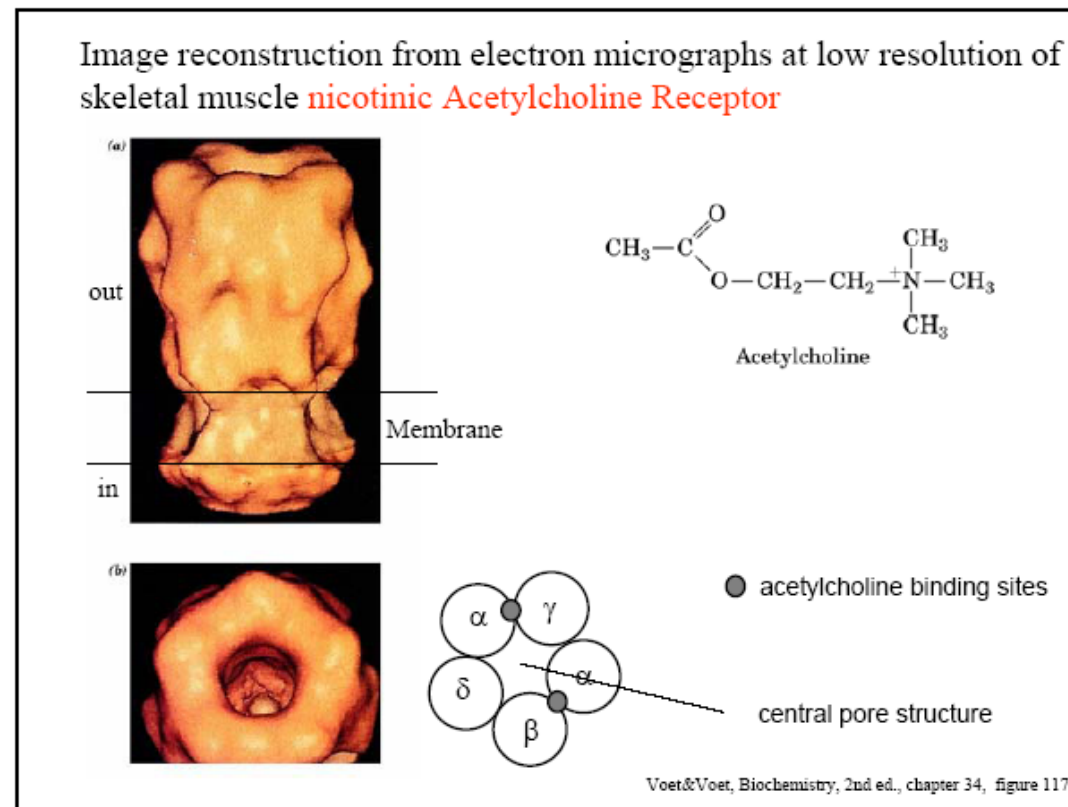 Image reconstruction from electron micrographs at low resolution of
skeletal muscle nicotinic Acetylcholine Receptor
(a)
out
Membrane
in
O
CH3—C
O—CH2—CH2—+N—CH3
CH3
CH3
Acetylcholine
(b)
α
γ
α
δ
β
acetylcholine binding sites
central pore structure
Voet&Voet, Biochemistry, 2nd ed., chapter 34, figure 117